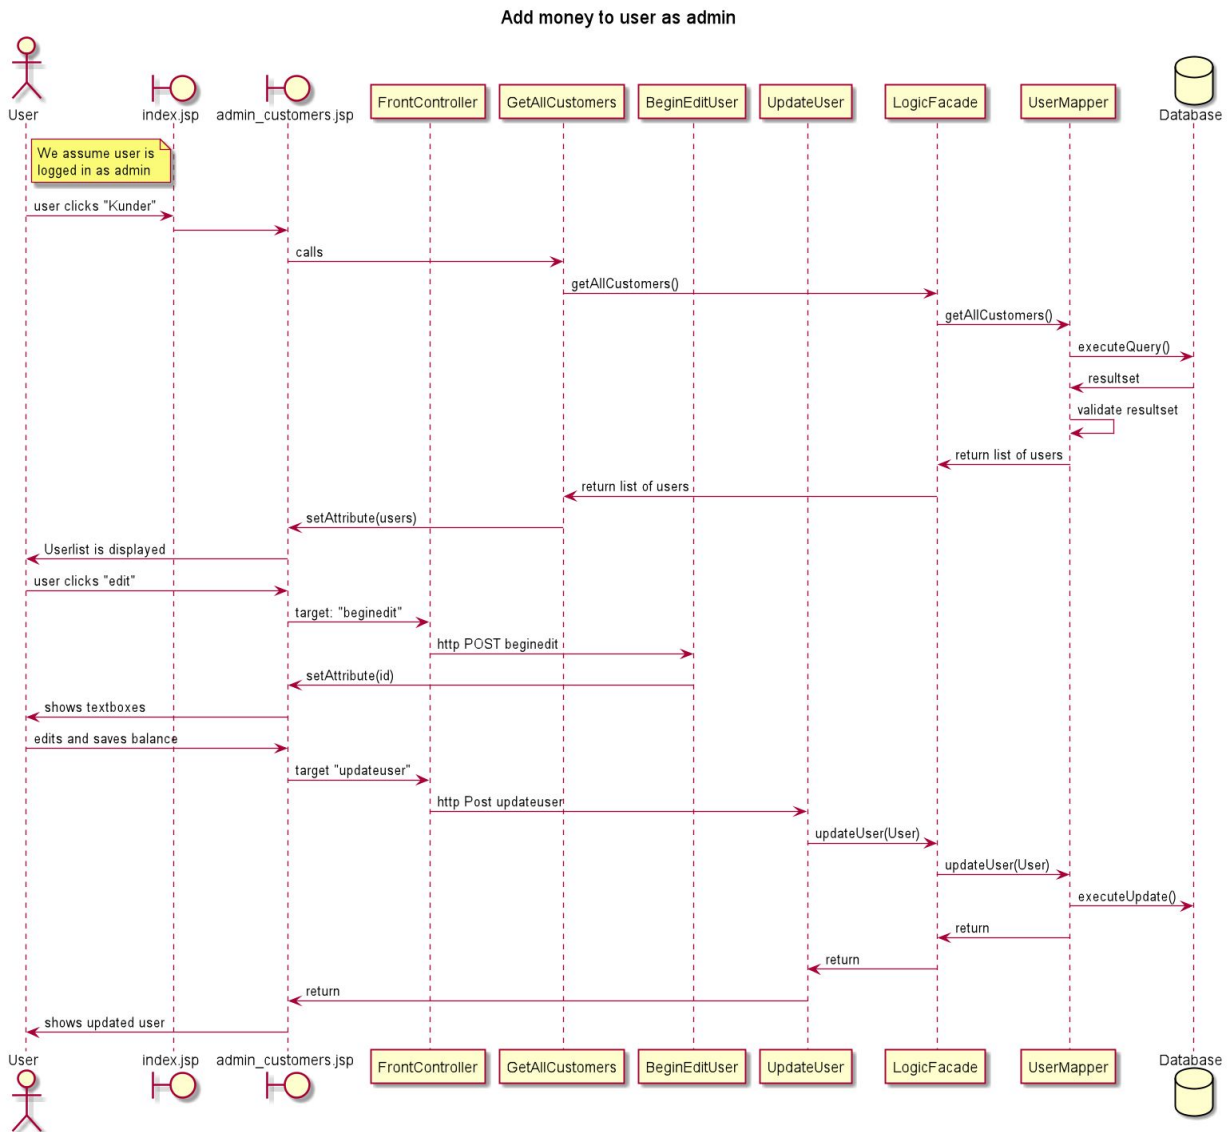 Add money to user as admin
User
index.jsp
admin_customers.jsp
FrontController
GetAllCustomers
BeginEditUser
UpdateUser
LogicFacade
UserMapper
Database
We assume user is
logged in as admin
user clicks "Kunder"
calls
getAllCustomers()
getAllCustomers()
executeQuery()
resultset
validate resultset
return list of users
return list of users
setAttribute(users)
Userlist is displayed
user clicks "edit"
target: "beginedit"
http POST beginedit
setAttribute(id)
shows textboxes
edits and saves balance
target "updateuser"
http Post updateuser
updateUser(User)
updateUser(User)
executeUpdate()
return
return
return
shows updated user
User
index.jsp
admin_customers.jsp
FrontController
GetAllCustomers
BeginEditUser
UpdateUser
LogicFacade
UserMapper
Database